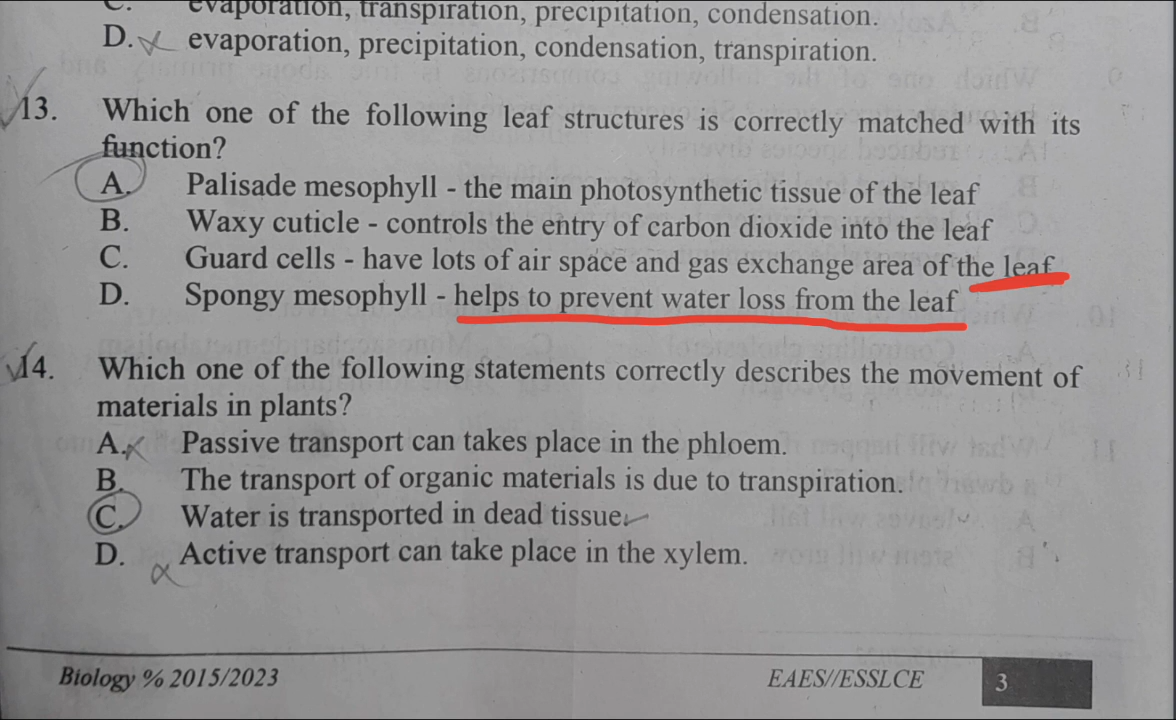 C. evaporation, transpiration, precipitation, condensation.
D. evaporation, precipitation, condensation, transpiration.
13. Which one of the following leaf structures is correctly matched with its
function?
A. Palisade mesophyll - the main photosynthetic tissue of the leaf
B. Waxy cuticle - controls the entry of carbon dioxide into the leaf
C. Guard cells - have lots of air space and gas exchange area of the leaf
D. Spongy mesophyll - helps to prevent water loss from the leaf
14. Which one of the following statements correctly describes the movement of
materials in plants?
A. Passive transport can takes place in the phloem.
B. The transport of organic materials is due to transpiration.
C. Water is transported in dead tissue.
D. Active transport can take place in the xylem.
Biology % 2015/2023 EAES//ESSLCE 3